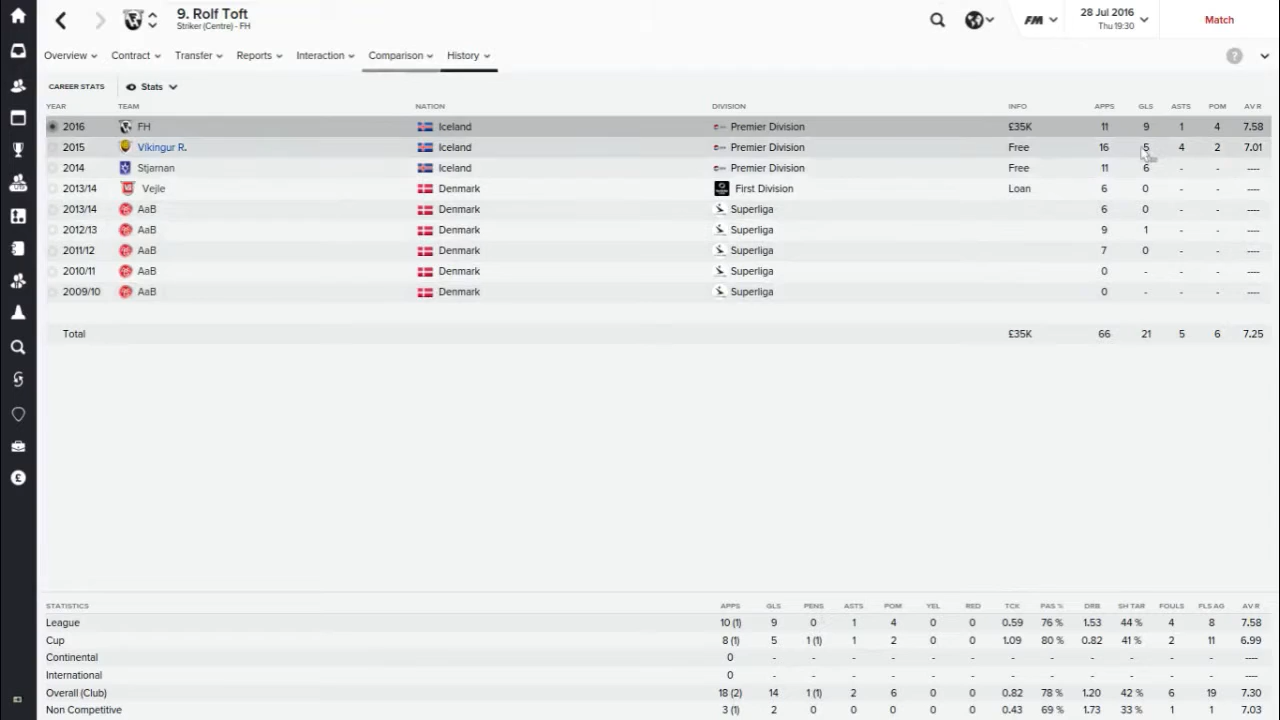 9. Rolf Toft
Striker (Centre) - FH
FM
28 Jul 2016
Thu 19:30
Match
Overview Contract Transfer Reports Interaction Comparison History
?
CAREER STATS Stats
YEAR TEAM NATION DIVISION INFO APPS GLS ASTS POM AV R
2016 FH Iceland Premier Division £35K 11 9 1 4 7.58
2015 Víkingur R. Iceland Premier Division Free 16 5 4 2 7.01
2014 Stjarnan Iceland Premier Division Free 11 6 - - ----
2013/14 Vejle Denmark First Division Loan 6 0 - - ----
2013/14 AaB Denmark Superliga 6 0 - - ----
2012/13 AaB Denmark Superliga 9 1 - - ----
2011/12 AaB Denmark Superliga 7 0 - - ----
2010/11 AaB Denmark Superliga 0 - - - ----
2009/10 AaB Denmark Superliga 0 - - - ----
Total £35K 66 21 5 6 7.25
STATISTICS APPS GLS PENS ASTS POM YEL RED TCK PAS % DRB SH TAR FOULS FLS AG AV R
League 10 (1) 9 0 1 4 0 0 0.59 76 % 1.53 44 % 4 8 7.58
Cup 8 (1) 5 1 (1) 1 2 0 0 1.09 80 % 0.82 41 % 2 11 6.99
Continental 0 - - - - - - - - - - - - ----
International 0 - - - - - - - - - - - - ----
Overall (Club) 18 (2) 14 1 (1) 2 6 0 0 0.82 78 % 1.20 42 % 6 19 7.30
Non Competitive 3 (1) 2 0 0 0 0 0 0.43 69 % 1.73 33 % 1 1 7.03